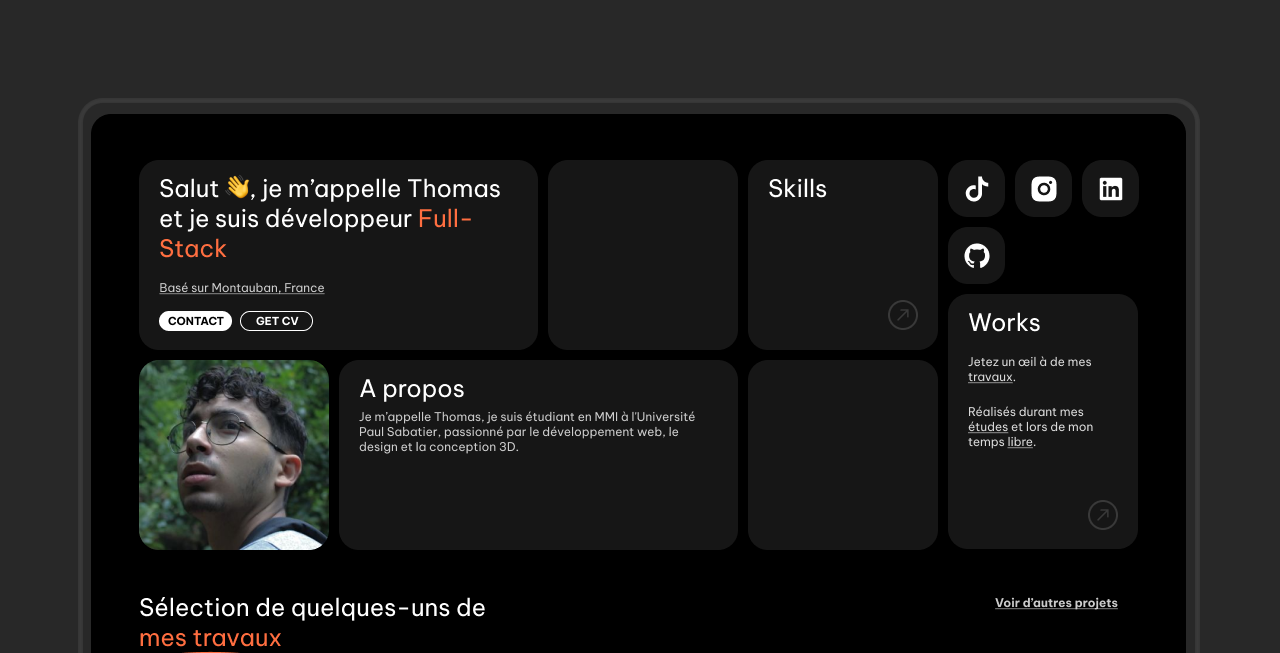 Salut 👋, je m’appelle Thomas
et je suis développeur Full-
Stack
Basé sur Montauban, France
CONTACT
GET CV
Skills
in
Works
Jetez un œil à de mes
travaux.
Réalisés durant mes
études et lors de mon
temps libre.
A propos
Je m’appelle Thomas, je suis étudiant en MMI à l’Université
Paul Sabatier, passionné par le développement web, le
design et la conception 3D.
Sélection de quelques-uns de
mes travaux
Voir d’autres projets